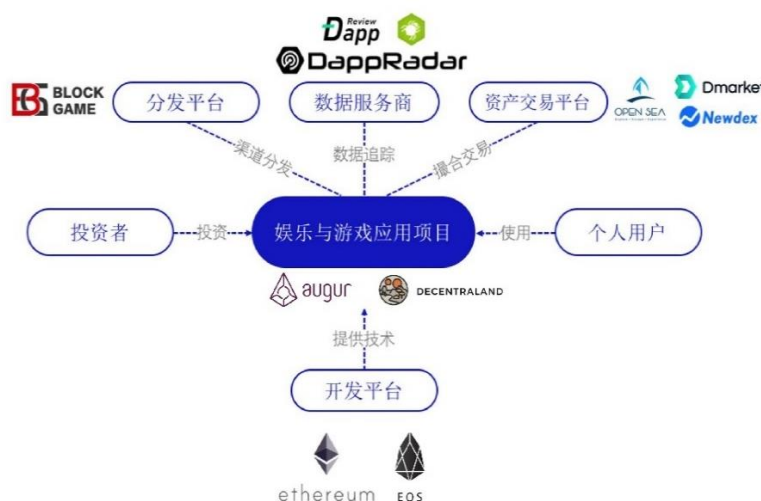 Review
Dapp
DappRadar
BLOCK
GAME
分发平台
数据服务商
资产交易平台
OPEN SEA
Dmarket
Newdex
渠道分发
数据追踪
撮合交易
投资者
投资
娱乐与游戏应用项目
使用
个人用户
augur
DECENTRALAND
提供技术
开发平台
ethereum
EOS